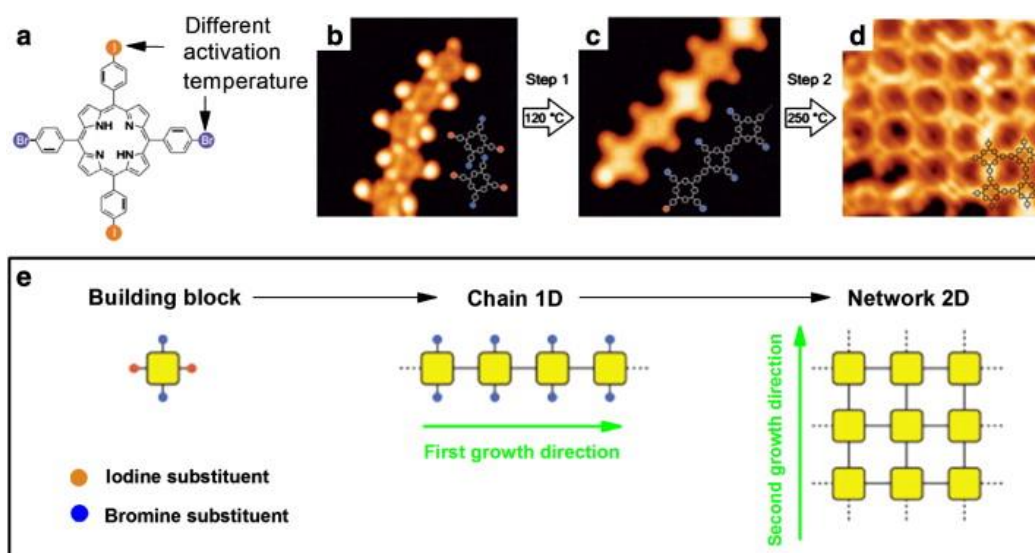 a
I
Different
activation
temperature
Br
Br
NH
N
N
HN
I
b
Step 1
120 °C
c
Step 2
250 °C
d
e
Building block
Chain 1D
Network 2D
First growth direction
Second growth direction
Iodine substituent
Bromine substituent